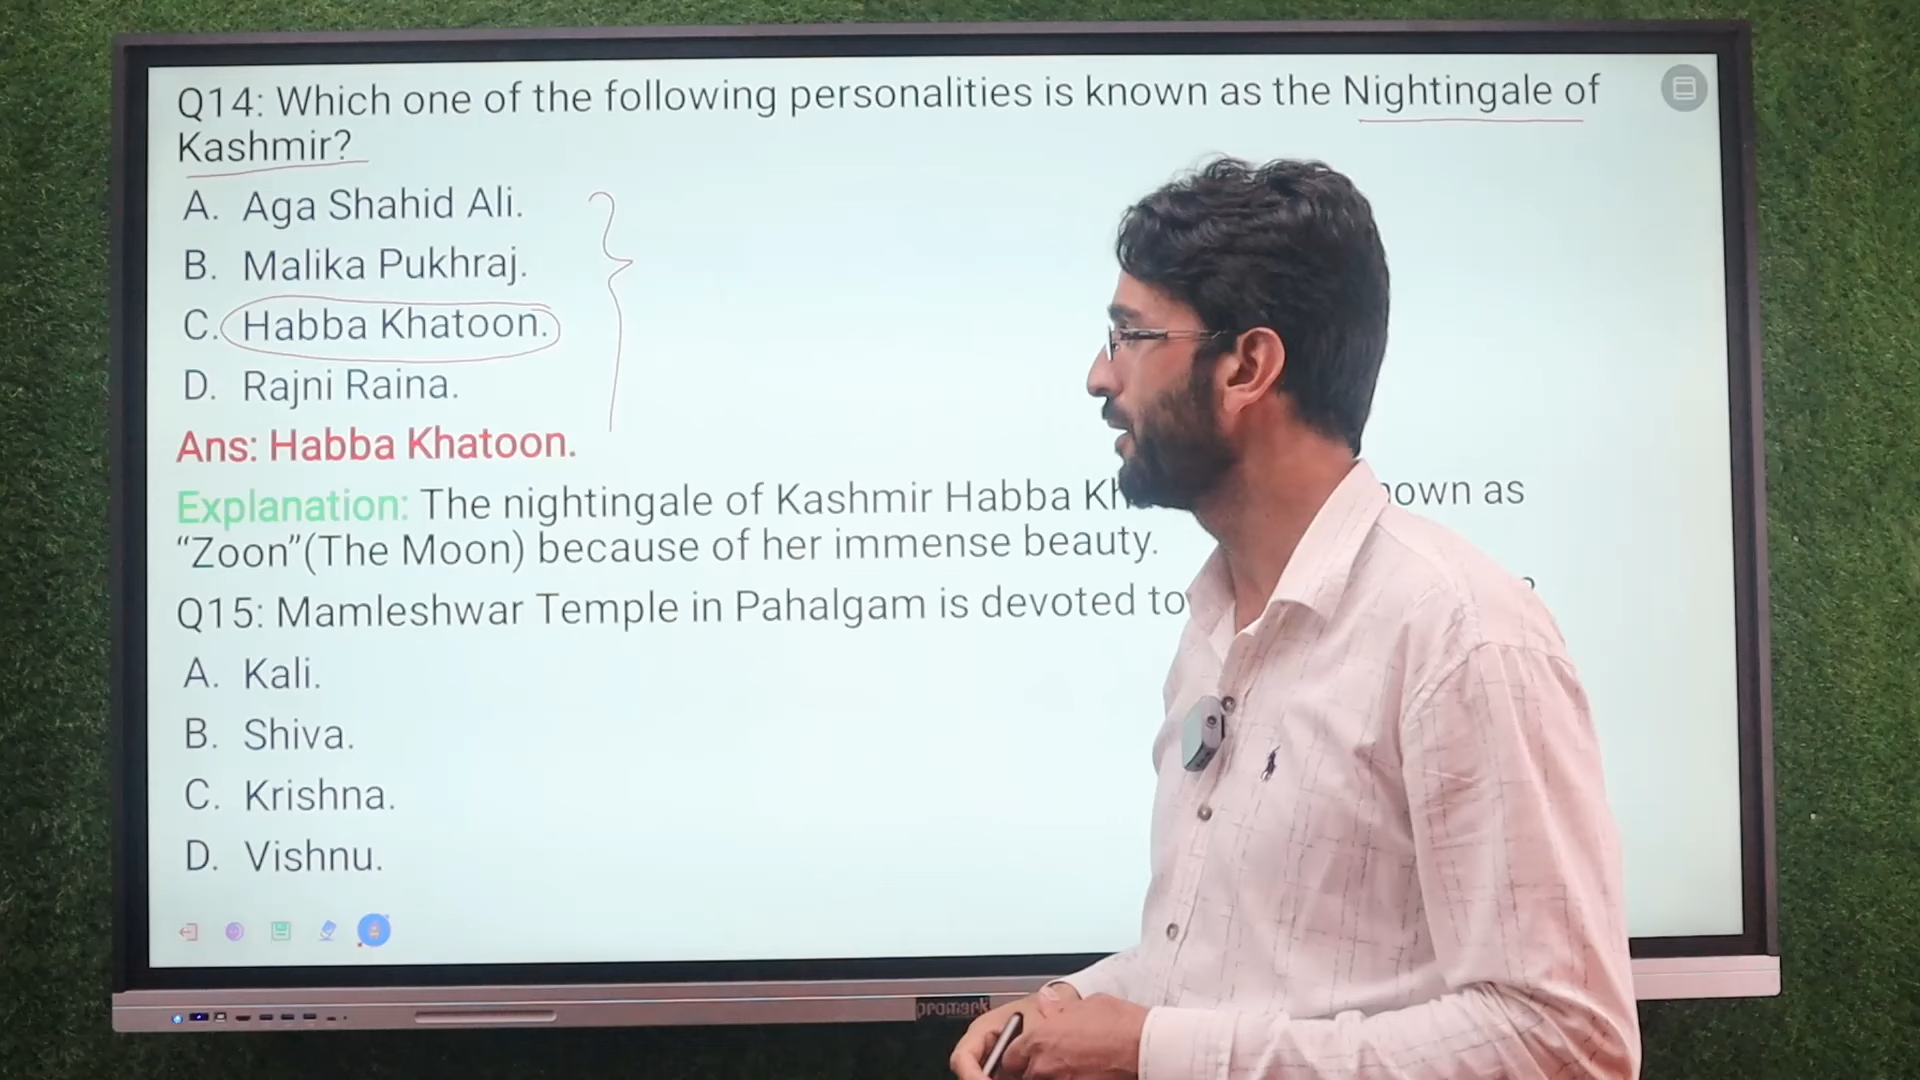 Q14: Which one of the following personalities is known as the Nightingale of
Kashmir?
A. Aga Shahid Ali.
B. Malika Pukhraj.
C. Habba Khatoon.
D. Rajni Raina.
Ans: Habba Khatoon.
Explanation: The nightingale of Kashmir Habba as
“Zoon”(The Moon) because of her immense beauty.
Q15: Mamleshwar Temple in Pahalgam is devoted to
A. Kali.
B. Shiva.
C. Krishna.
D. Vishnu.
promark